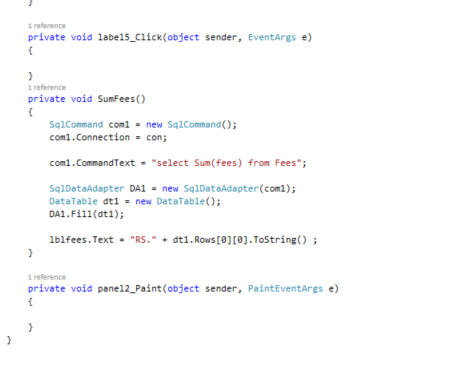 }
1 reference
private void label5_Click(object sender, EventArgs e)
{
}
1 reference
private void SumFees()
{
SqlCommand com1 = new SqlCommand();
com1.Connection = con;
com1.CommandText = "select Sum(fees) from Fees";
SqlDataAdapter DA1 = new SqlDataAdapter(com1);
DataTable dt1 = new DataTable();
DA1.Fill(dt1);
lblfees.Text = "RS." + dt1.Rows[0][0].ToString() ;
}
1 reference
private void panel2_Paint(object sender, PaintEventArgs e)
{
}
}